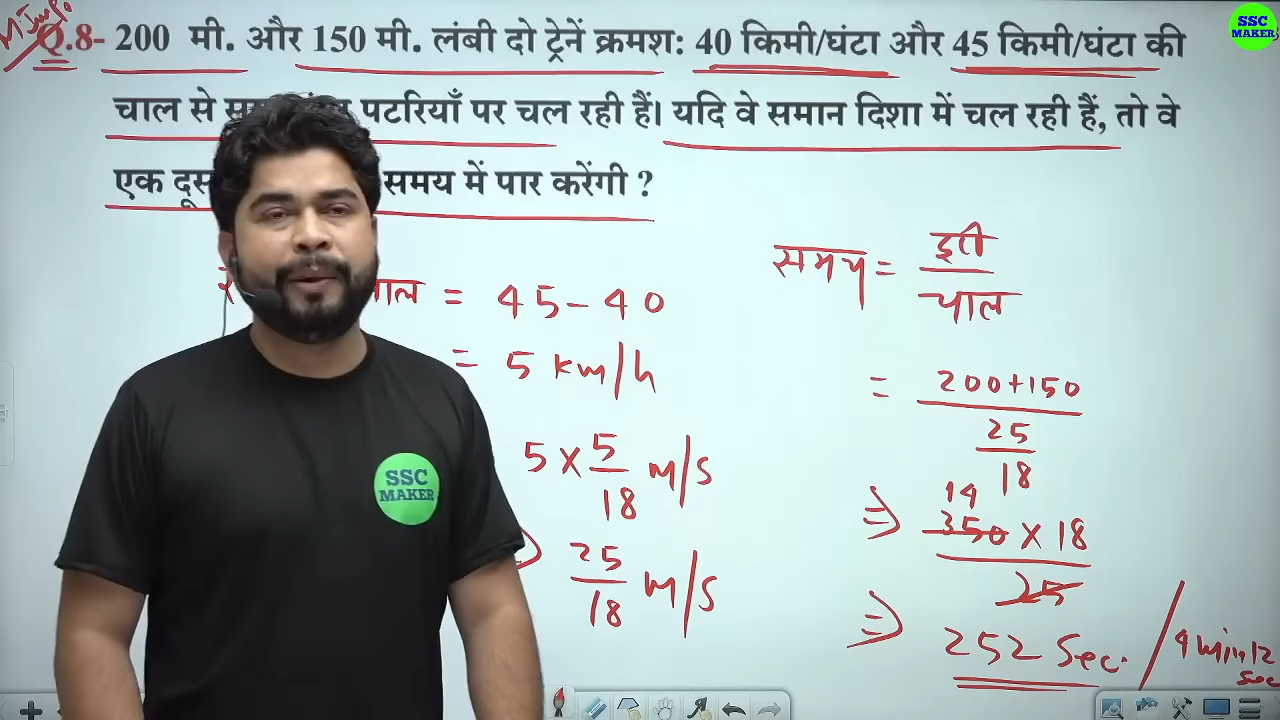 M Imp. Q.8- 200 मी. और 150 मी. लंबी दो ट्रेनें क्रमश: 40 किमी/घंटा और 45 किमी/घंटा की
चाल से पटरियाँ पर चल रही हैं। यदि वे समान दिशा में चल रही हैं, तो वे
एक समय में पार करेंगी ?
SSC MAKER
= 45-40
= 5 km/h
5 × 5/18 m/s
25/18 m/s
समय = दूरी/चाल
= 200+150
25
18
14
⇒ 350 × 18
25
⇒ 252 Sec. / 4 min 12 sec
SSC
MAKER